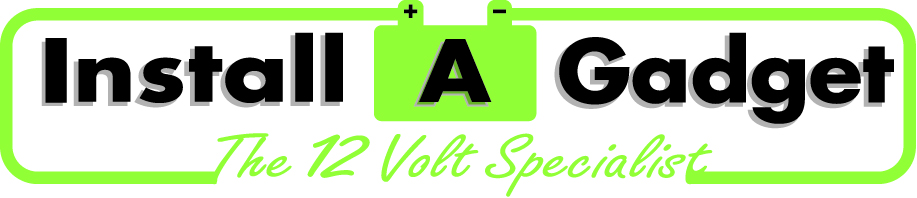 + −
Install A Gadget
The 12 Volt Specialist